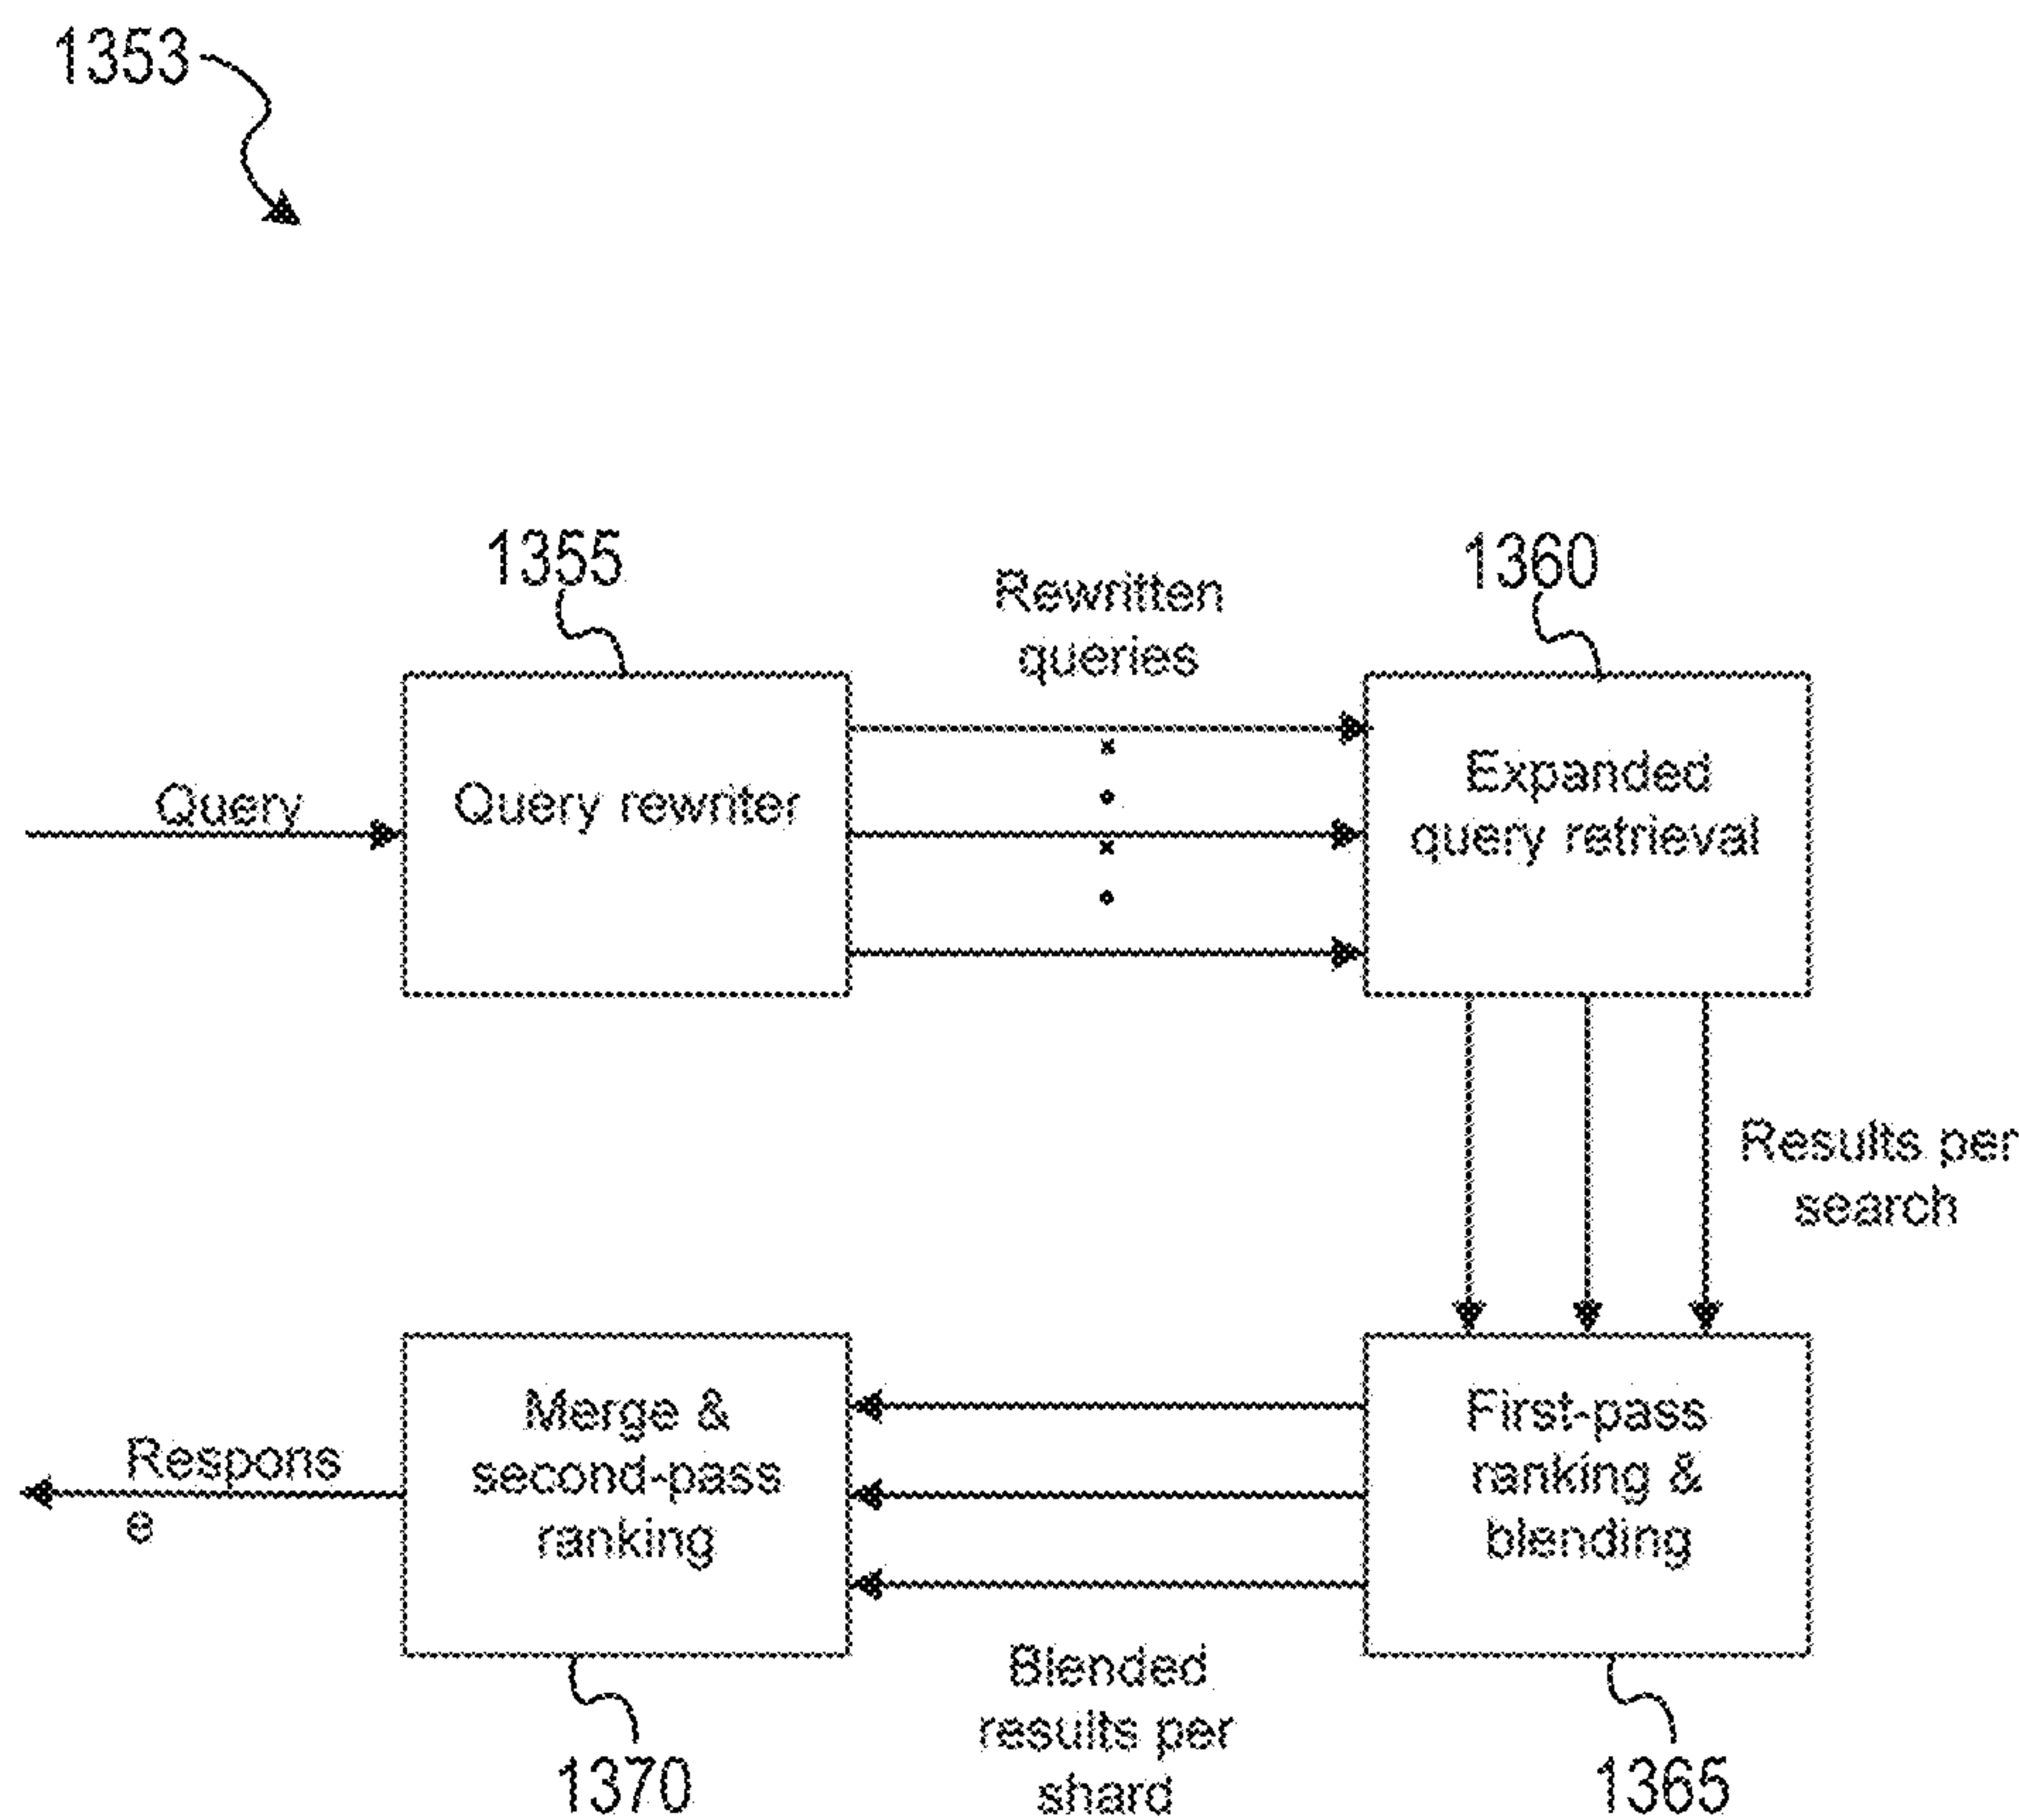 1353
1355
Rewritten
queries
1360
Query
Query rewriter
Expanded
query retrieval
Results per
search
Respons
e
Merge &
second-pass
ranking
First-pass
ranking &
blending
Blended
results per
shard
1370
1365